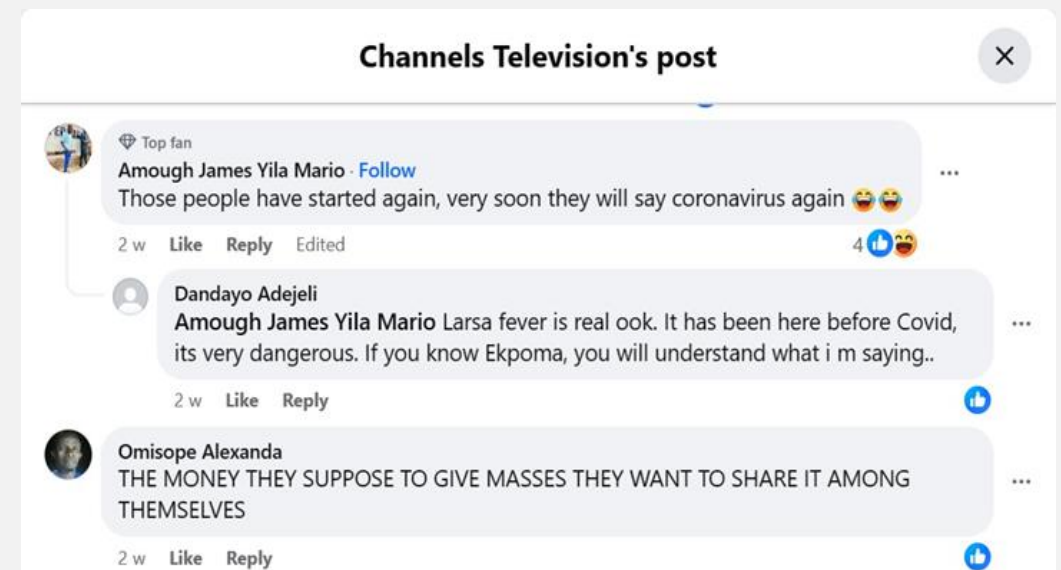 Channels Television's post
Top fan
Amough James Yila Mario · Follow
Those people have started again, very soon they will say coronavirus again 😂😂
2 w Like Reply Edited 4
Dandayo Adejeli
Amough James Yila Mario Larsa fever is real ook. It has been here before Covid,
its very dangerous. If you know Ekpoma, you will understand what i m saying..
2 w Like Reply
Omisope Alexanda
THE MONEY THEY SUPPOSE TO GIVE MASSES THEY WANT TO SHARE IT AMONG
THEMSELVES
2 w Like Reply